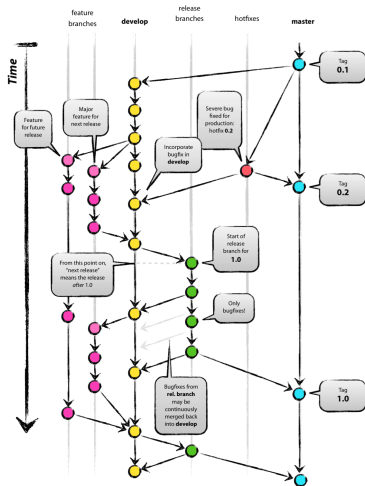 feature
branches
develop
release
branches
hotfixes
master
Time
Tag
0.1
Feature
for future
release
Major
feature for
next release
Severe bug
fixed for
production:
hotfix 0.2
Incorporate
bugfix in
develop
Tag
0.2
Start of
release
branch for
1.0
From this point on,
“next release”
means the release
after 1.0
Only
bugfixes!
Bugfixes from
rel. branch
may be
continuously
merged back
into develop
Tag
1.0